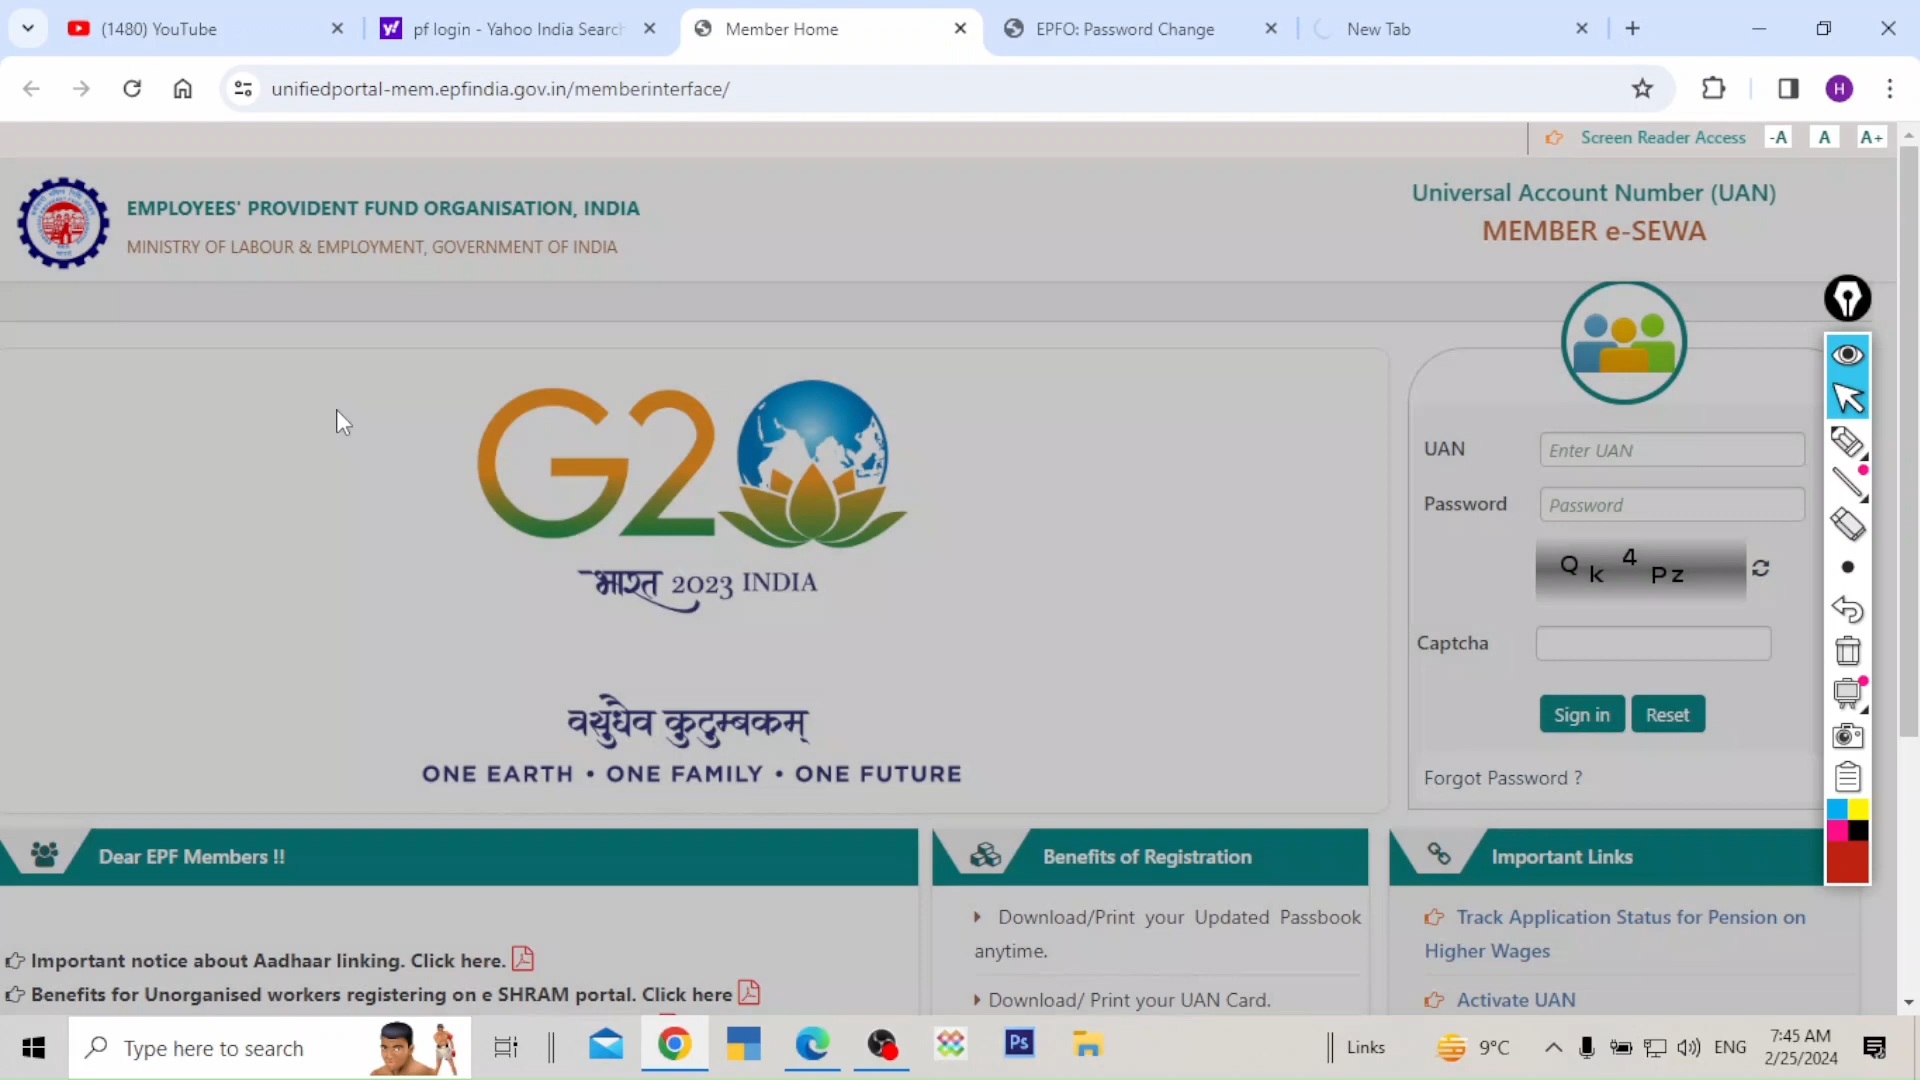 (1480) YouTube
pf login - Yahoo India Search
Member Home
EPFO: Password Change
New Tab
unifiedportal-mem.epfindia.gov.in/memberinterface/
H
Screen Reader Access -A A A+
EMPLOYEES' PROVIDENT FUND ORGANISATION, INDIA
MINISTRY OF LABOUR & EMPLOYMENT, GOVERNMENT OF INDIA
Universal Account Number (UAN)
MEMBER e-SEWA
G20
भारत 2023 INDIA
वसुधैव कुटुम्बकम्
ONE EARTH • ONE FAMILY • ONE FUTURE
UAN Enter UAN
Password Password
Q k 4 P z
Captcha
Sign in Reset
Forgot Password ?
Dear EPF Members !!
Important notice about Aadhaar linking. Click here.
Benefits for Unorganised workers registering on e SHRAM portal. Click here
Benefits of Registration
Download/Print your Updated Passbook
anytime.
Download/ Print your UAN Card.
Important Links
Track Application Status for Pension on
Higher Wages
Activate UAN
Type here to search
Ps
Links
9°C
ENG
7:45 AM
2/25/2024